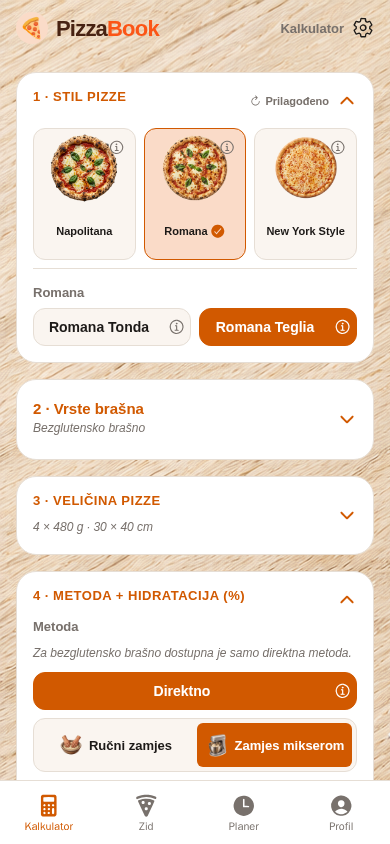 PizzaBook
Kalkulator
1 · STIL PIZZE
Prilagođeno
Napolitana
Romana
New York Style
Romana
Romana Tonda
Romana Teglia
2 · Vrste brašna
Bezglutensko brašno
3 · VELIČINA PIZZE
4 × 480 g · 30 × 40 cm
4 · METODA + HIDRATACIJA (%)
Metoda
Za bezglutensko brašno dostupna je samo direktna metoda.
Direktno
Ručni zamjes
Zamjes mikserom
Kalkulator
Zid
Planer
Profil